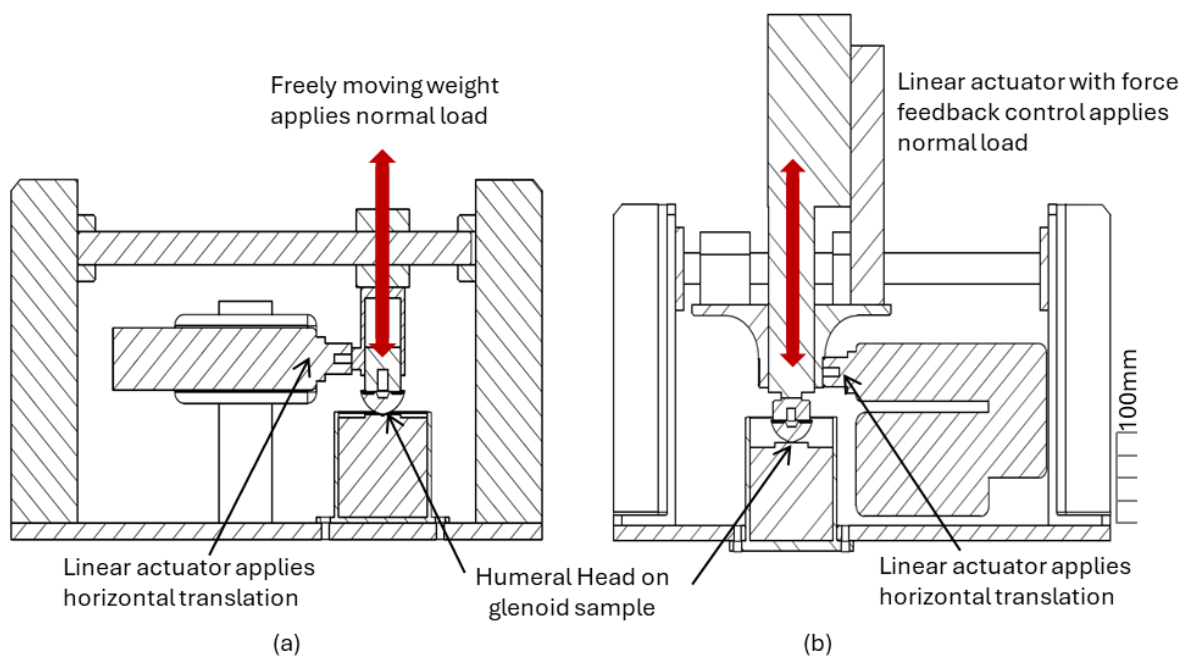 Freely moving weight
applies normal load
Linear actuator with force
feedback control applies
normal load
100mm
Linear actuator applies
horizontal translation
Humeral Head on
glenoid sample
Linear actuator applies
horizontal translation
(a)
(b)